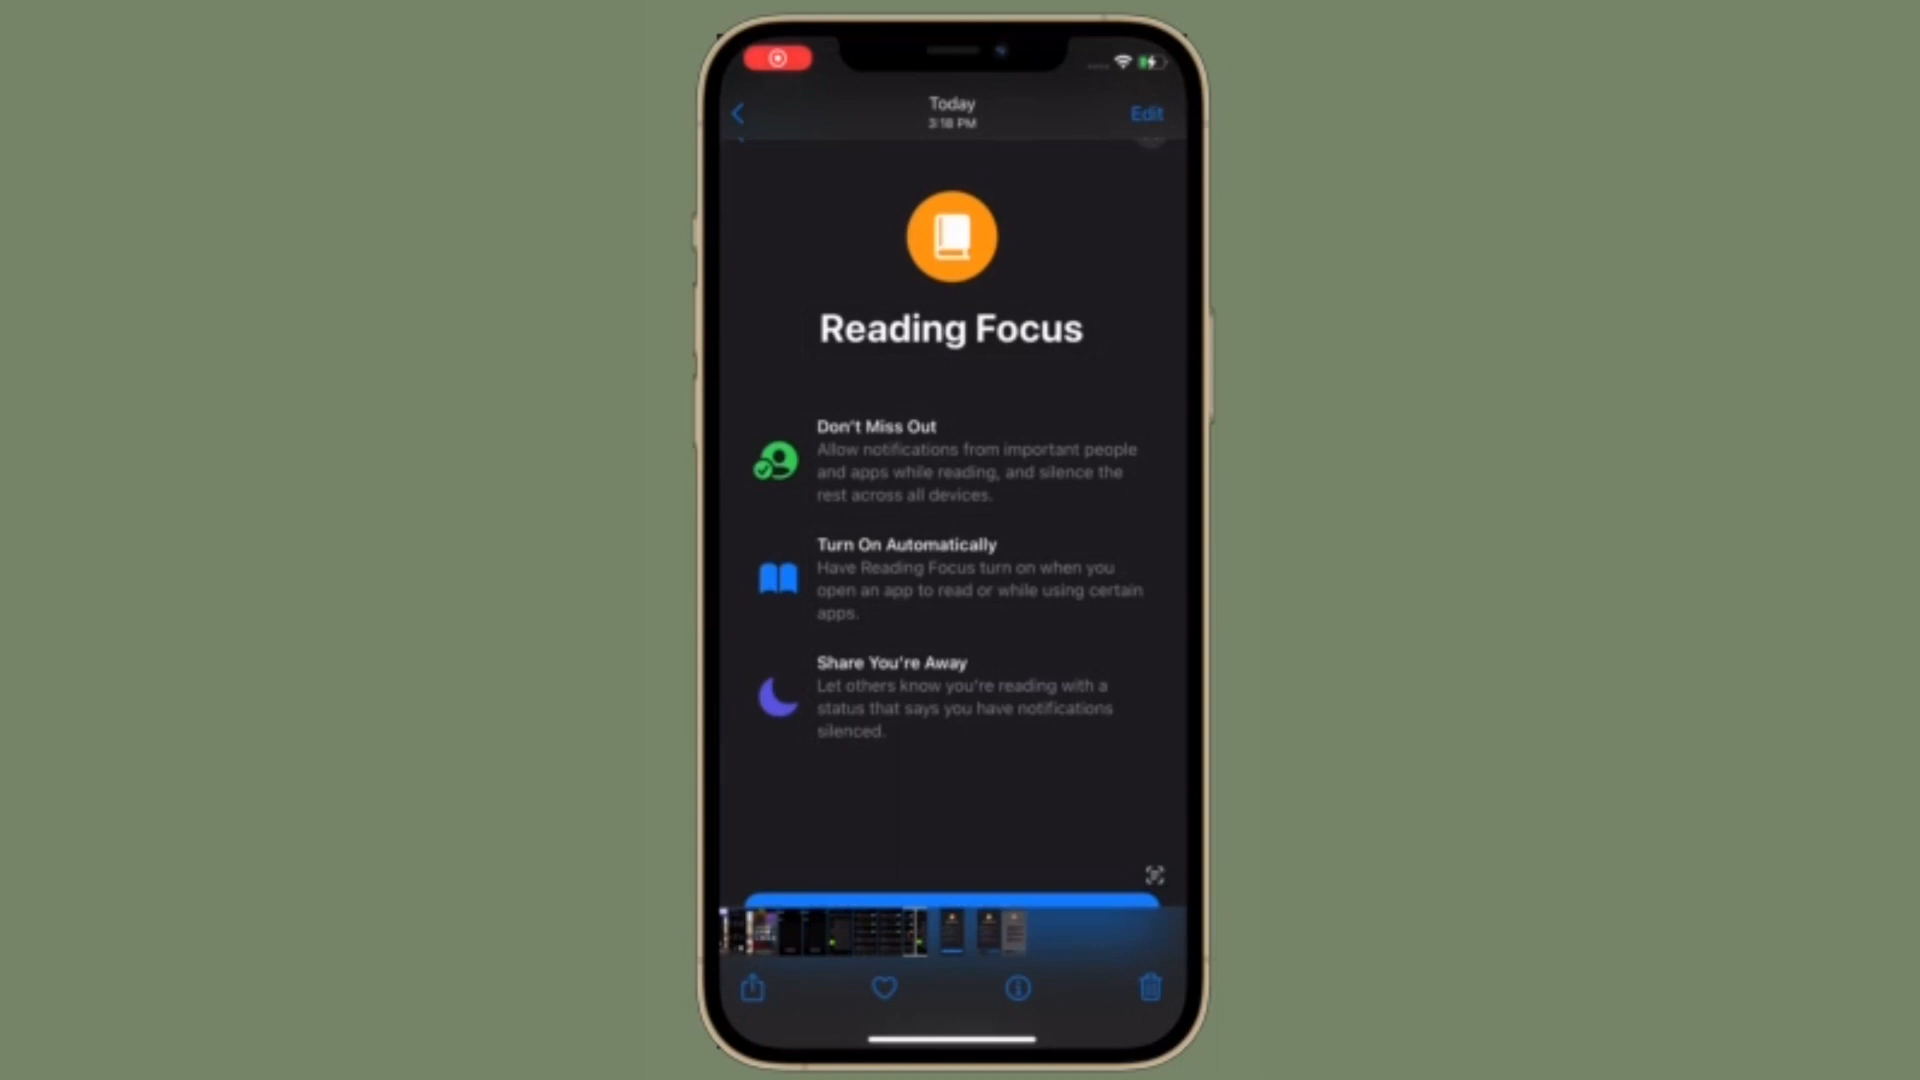 Today
3:18 PM
Edit
Reading Focus
Don't Miss Out
Allow notifications from important people
and apps while reading, and silence the
rest across all devices.
Turn On Automatically
Have Reading Focus turn on when you
open an app to read or while using certain
apps.
Share You're Away
Let others know you're reading with a
status that says you have notifications
silenced.